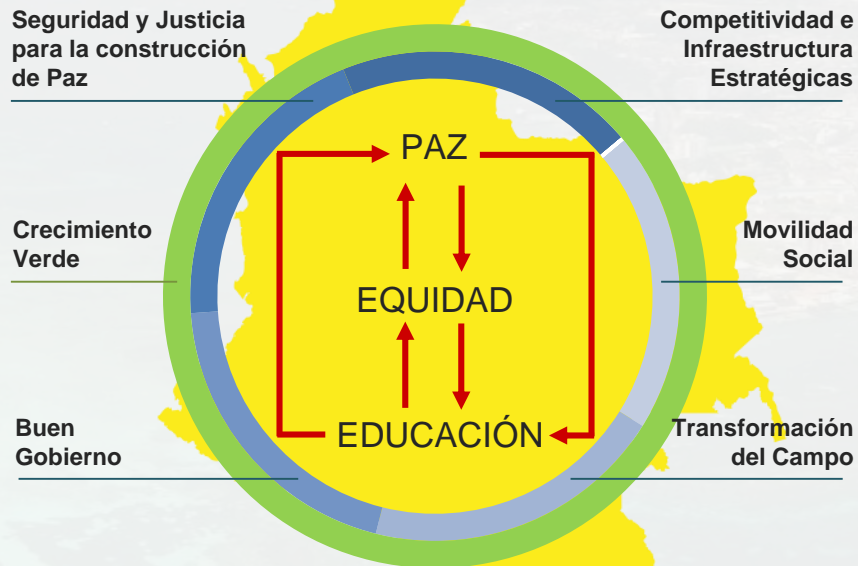 Seguridad y Justicia
para la construcción
de Paz
Competitividad e
Infraestructura
Estratégicas
PAZ
Crecimiento
Verde
Movilidad
Social
EQUIDAD
Buen
Gobierno
EDUCACIÓN
Transformación
del Campo